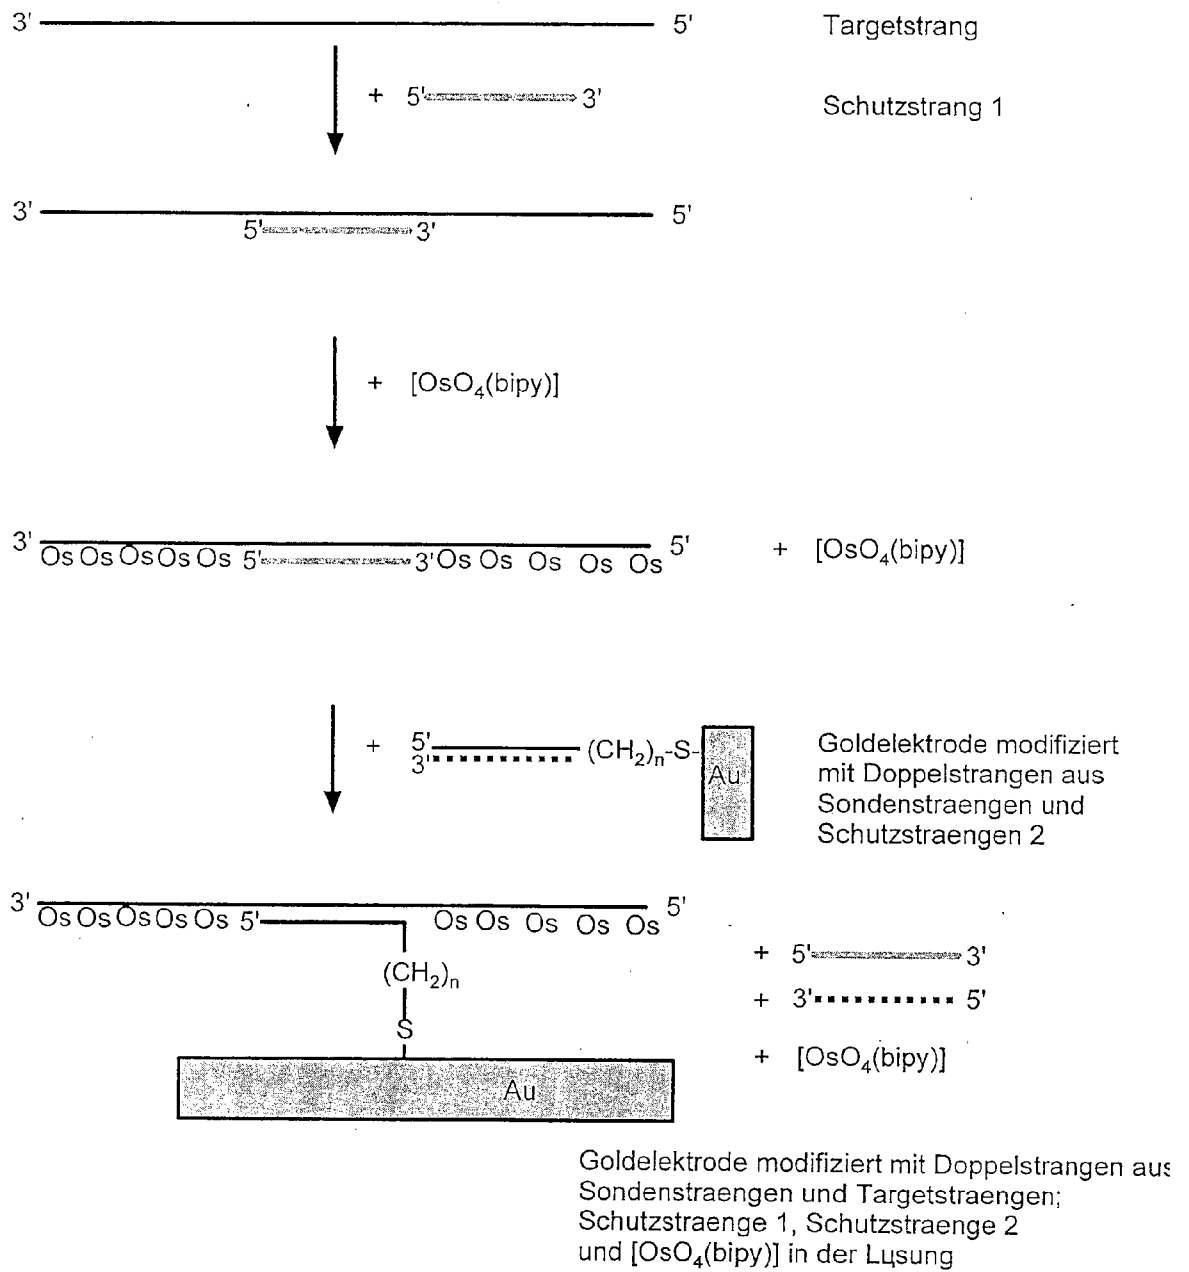 3' 5' Targetstrang
+ 5' 3' Schutzstrang 1
3' 5'
5' 3'
+ [OsO₄(bipy)]
3' 5'
Os Os Os Os Os 5' 3' Os Os Os Os Os + [OsO₄(bipy)]
+ 5' (CH₂)ₙ-S- Au
3'
Goldelektrode modifiziert
mit Doppelstrangen aus
Sondenstraengen und
Schutzstraengen 2
3' 5'
Os Os Os Os Os 5' Os Os Os Os Os
+ 5' 3'
(CH₂)ₙ
+ 3' 5'
S
+ [OsO₄(bipy)]
Au
Goldelektrode modifiziert mit Doppelstrangen aus
Sondenstraengen und Targetstraengen;
Schutzstraenge 1, Schutzstraenge 2
und [OsO₄(bipy)] in der Lцsung